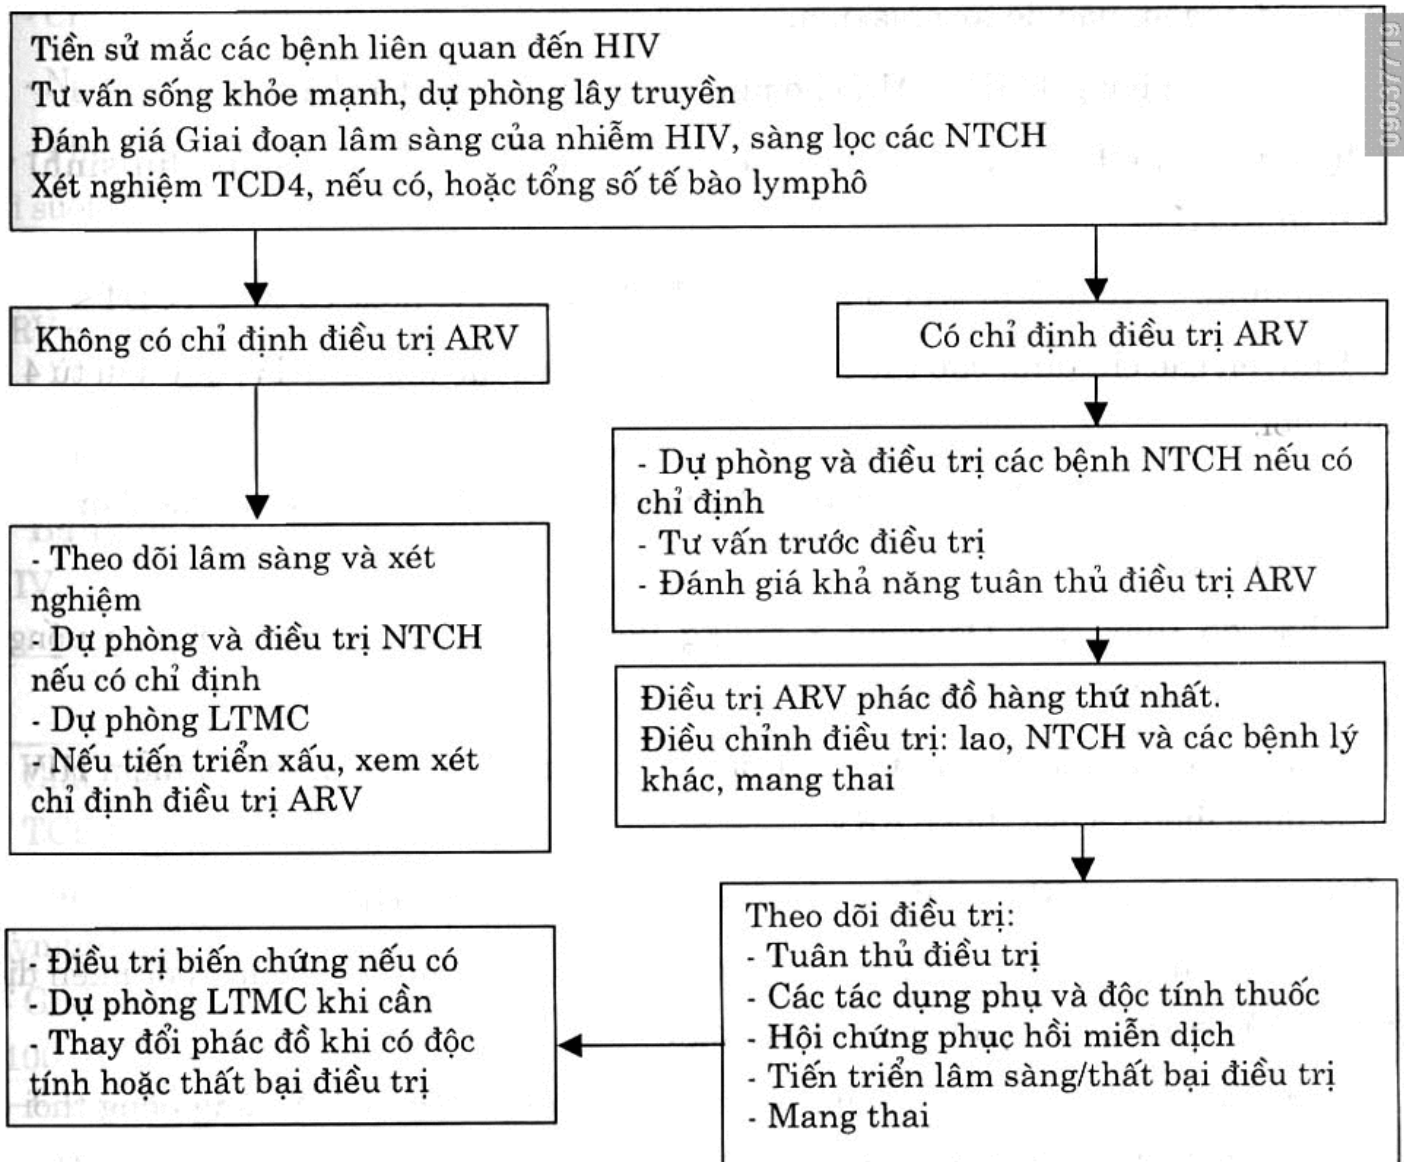 Tiền sử mắc các bệnh liên quan đến HIV
Tư vấn sống khỏe mạnh, dự phòng lây truyền
Đánh giá Giai đoạn lâm sàng của nhiễm HIV, sàng lọc các NTCH
Xét nghiệm TCD4, nếu có, hoặc tổng số tế bào lymphô
Không có chỉ định điều trị ARV
- Theo dõi lâm sàng và xét
nghiệm
- Dự phòng và điều trị NTCH
nếu có chỉ định
- Dự phòng LTMC
- Nếu tiến triển xấu, xem xét
chỉ định điều trị ARV
Có chỉ định điều trị ARV
- Dự phòng và điều trị các bệnh NTCH nếu có
chỉ định
- Tư vấn trước điều trị
- Đánh giá khả năng tuân thủ điều trị ARV
Điều trị ARV phác đồ hàng thứ nhất.
Điều chỉnh điều trị: lao, NTCH và các bệnh lý
khác, mang thai
Theo dõi điều trị:
- Tuân thủ điều trị
- Các tác dụng phụ và độc tính thuốc
- Hội chứng phục hồi miễn dịch
- Tiến triển lâm sàng/thất bại điều trị
- Mang thai
- Điều trị biến chứng nếu có
- Dự phòng LTMC khi cần
- Thay đổi phác đồ khi có độc
tính hoặc thất bại điều trị